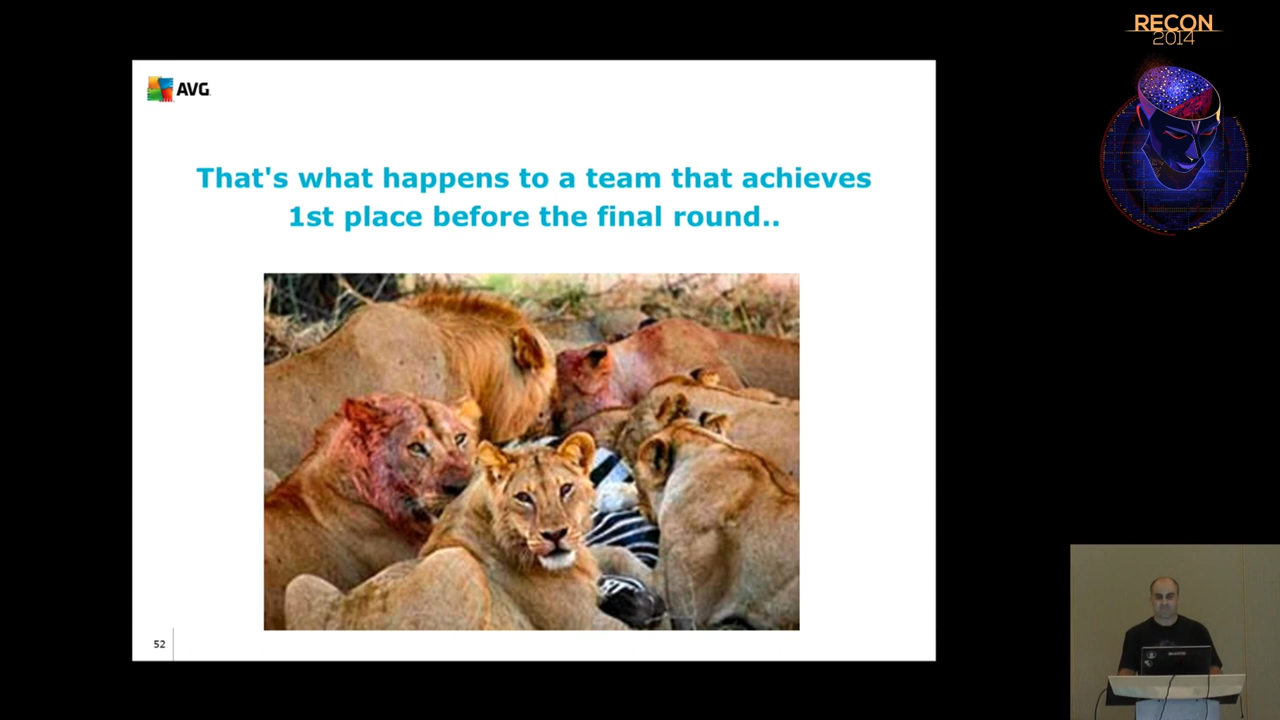 RECON
2014
AVG
That's what happens to a team that achieves
1st place before the final round..
52